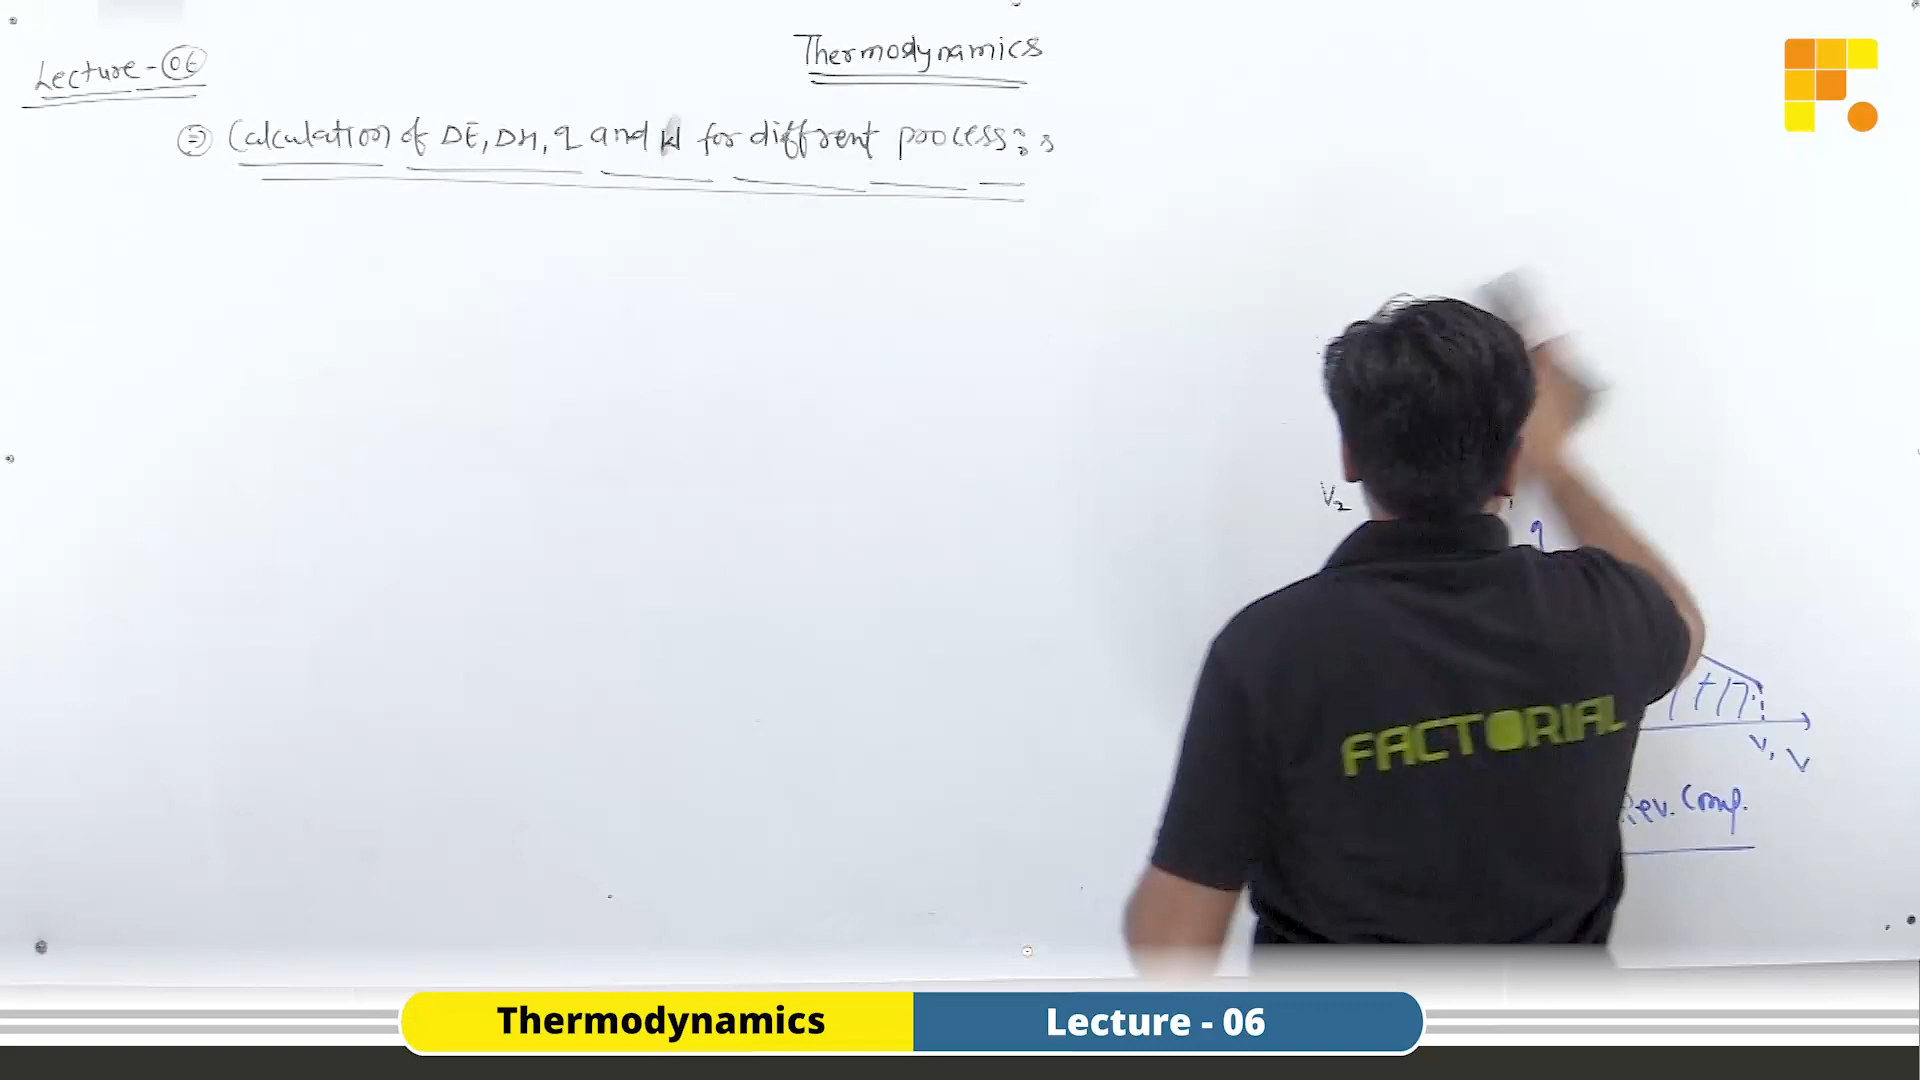 Thermodynamics
Lecture - 06
⇒ Calculation of ΔE, ΔH, q and W for different process :s
V₂
q
V₁ V
Rev. Comp.
FACTORIAL
Thermodynamics
Lecture - 06